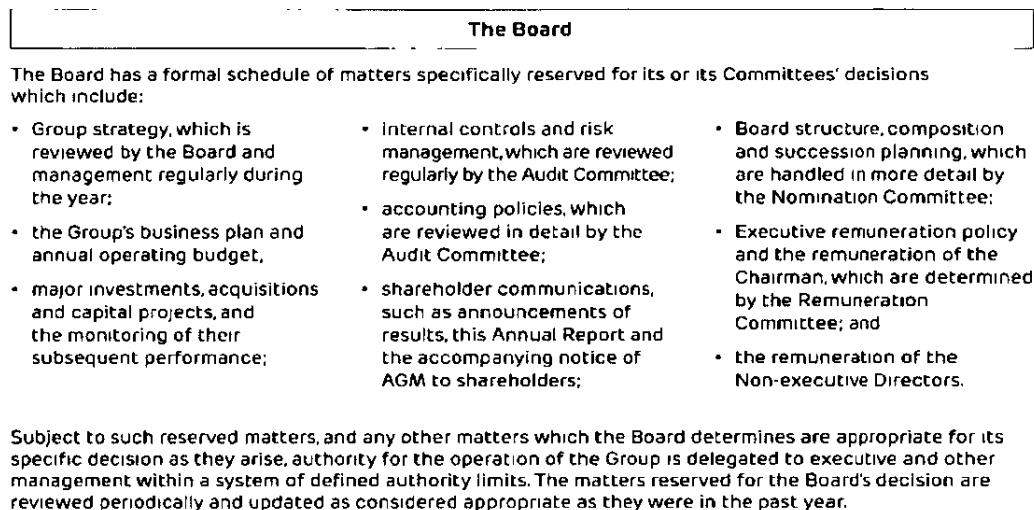 The Board
The Board has a formal schedule of matters specifically reserved for its or its Committees' decisions
which include:
• Group strategy, which is
reviewed by the Board and
management regularly during
the year;
• the Group's business plan and
annual operating budget,
• major investments, acquisitions
and capital projects, and
the monitoring of their
subsequent performance;
• internal controls and risk
management, which are reviewed
regularly by the Audit Committee;
• accounting policies, which
are reviewed in detail by the
Audit Committee;
• shareholder communications,
such as announcements of
results, this Annual Report and
the accompanying notice of
AGM to shareholders;
• Board structure, composition
and succession planning, which
are handled in more detail by
the Nomination Committee;
• Executive remuneration policy
and the remuneration of the
Chairman, which are determined
by the Remuneration
Committee; and
• the remuneration of the
Non-executive Directors.
Subject to such reserved matters, and any other matters which the Board determines are appropriate for its
specific decision as they arise, authority for the operation of the Group is delegated to executive and other
management within a system of defined authority limits. The matters reserved for the Board's decision are
reviewed periodically and updated as considered appropriate as they were in the past year.